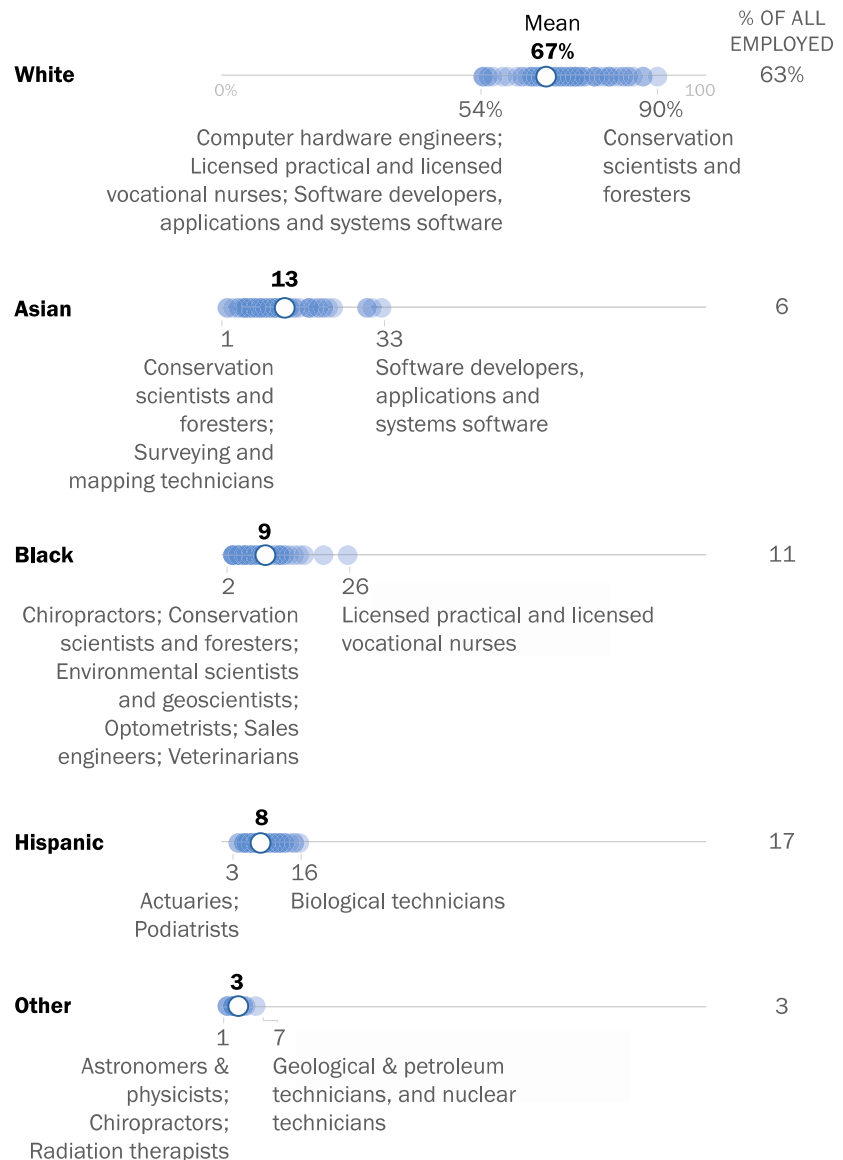 Mean
% OF ALL
EMPLOYED
67%
White
63%
0%
100
54%
90%
Computer hardware engineers;
Licensed practical and licensed
vocational nurses; Software developers,
applications and systems software
Conservation
scientists and
foresters
13
Asian
6
1
33
Conservation
scientists and
foresters;
Surveying and
mapping technicians
Software developers,
applications and
systems software
9
Black
11
2
26
Chiropractors; Conservation
scientists and foresters;
Environmental scientists
and geoscientists;
Optometrists; Sales
engineers; Veterinarians
Licensed practical and licensed
vocational nurses
8
Hispanic
17
3
16
Actuaries;
Podiatrists
Biological technicians
3
Other
3
1
7
Astronomers &
physicists;
Chiropractors;
Radiation therapists
Geological & petroleum
technicians, and nuclear
technicians